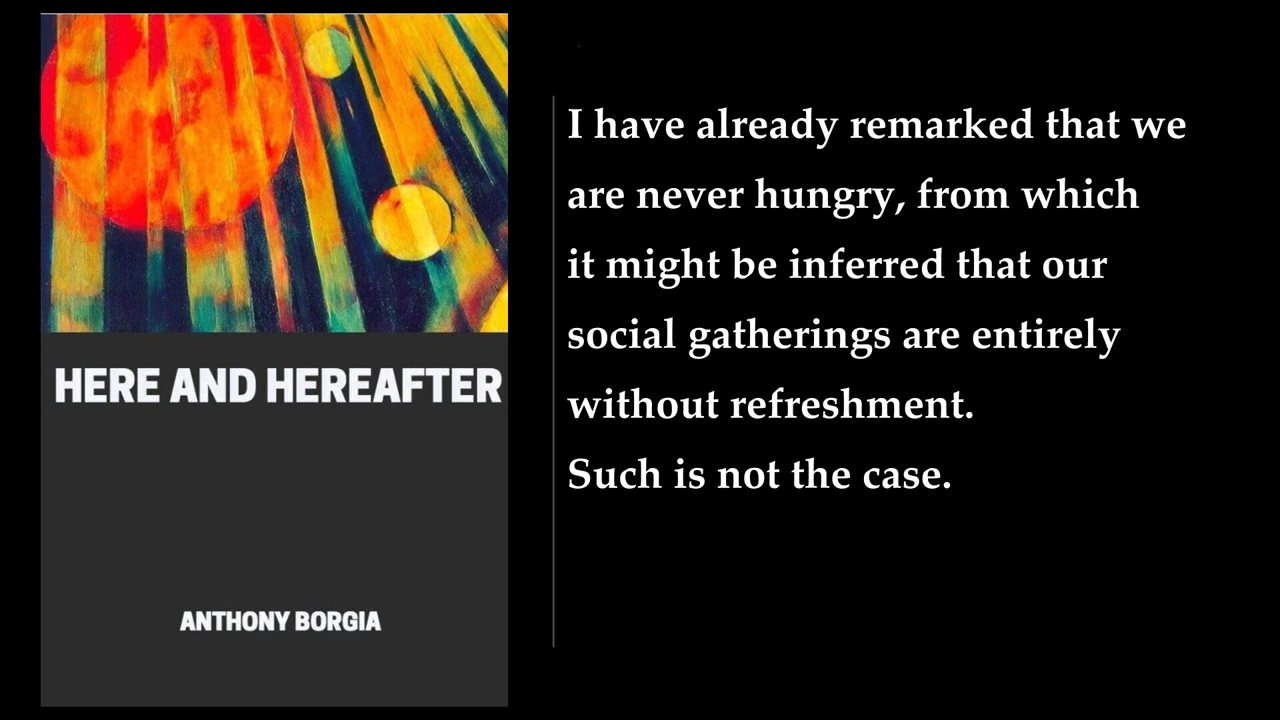 HERE AND HEREAFTER
ANTHONY BORGIA
I have already remarked that we
are never hungry, from which
it might be inferred that our
social gatherings are entirely
without refreshment.
Such is not the case.